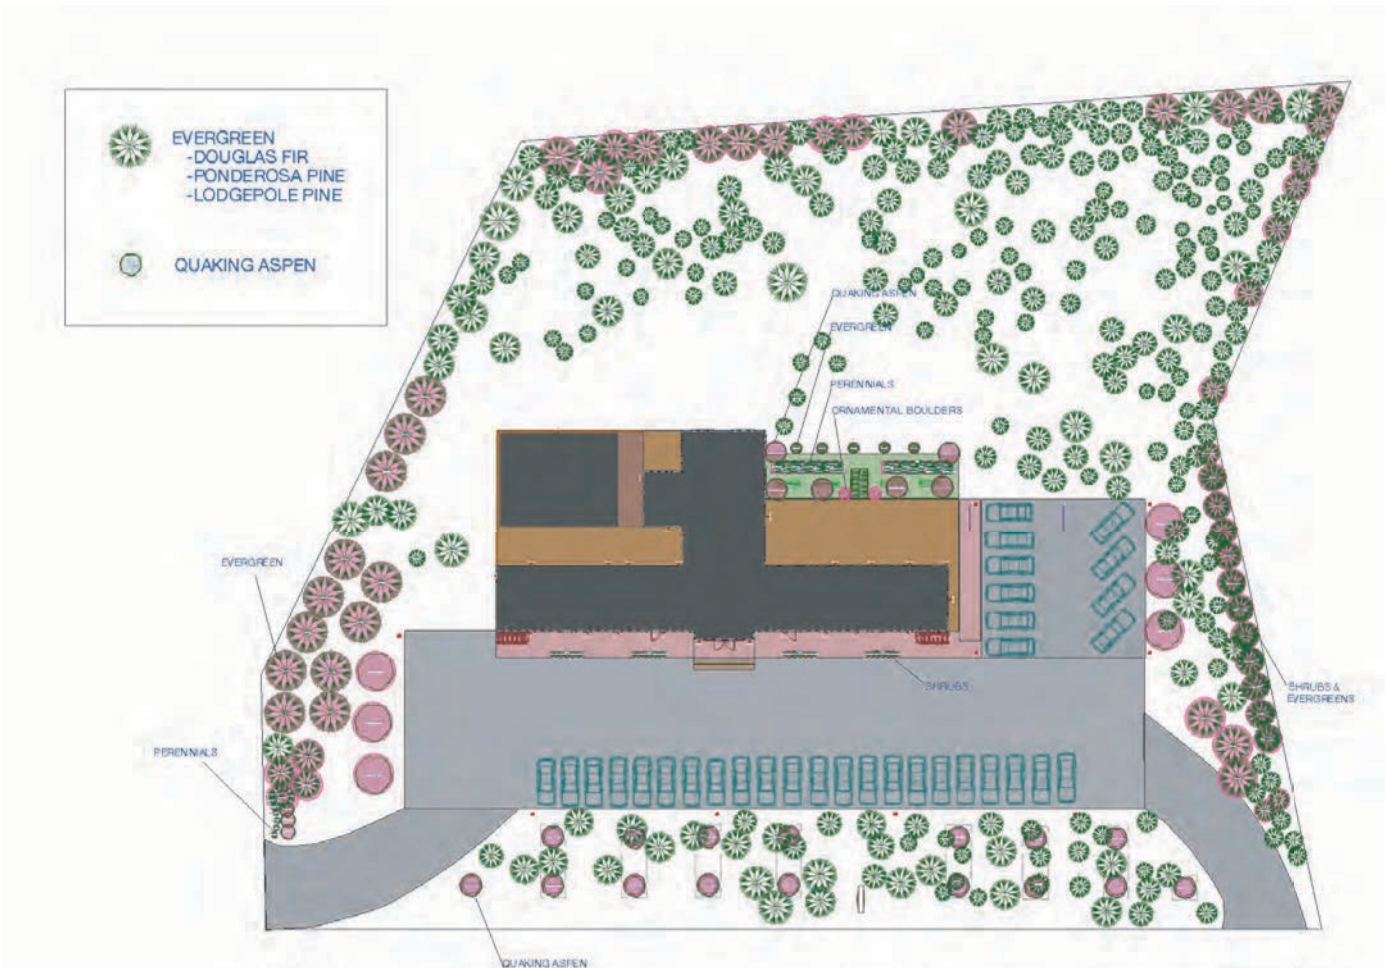 EVERGREEN
-DOUGLAS FIR
-PONDEROSA PINE
-LODGEPOLE PINE
QUAKING ASPEN
QUAKING ASPEN
EVERGREEN
PERENNIALS
ORNAMENTAL BOULDERS
EVERGREEN
SHRUBS
SHRUBS &
EVERGREENS
PERENNIALS
QUAKING ASPEN